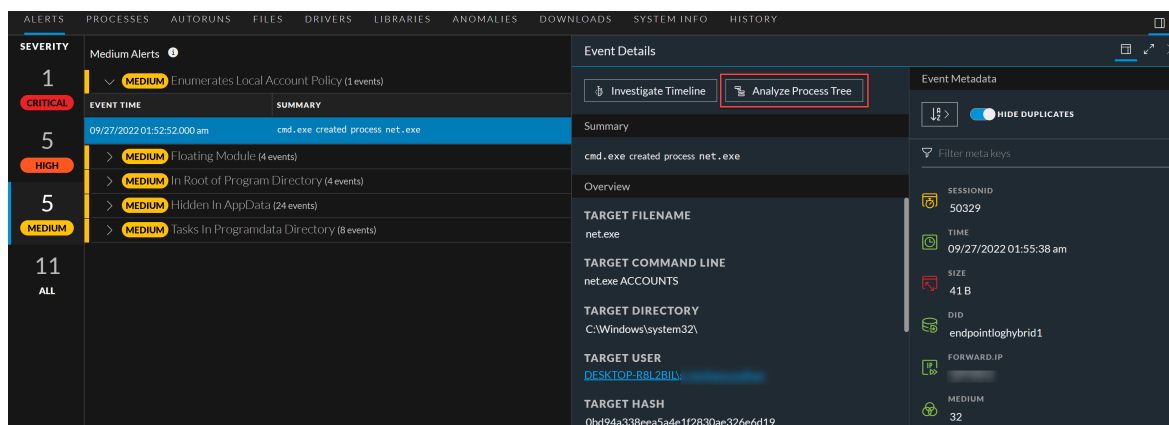 ALERTS PROCESSES AUTORUNS FILES DRIVERS LIBRARIES ANOMALIES DOWNLOADS SYSTEM INFO HISTORY
SEVERITY
1
CRITICAL
5
HIGH
5
MEDIUM
11
ALL
Medium Alerts
MEDIUM Enumerates Local Account Policy (1 events)
EVENT TIME SUMMARY
09/27/2022 01:52:52.000 am cmd.exe created process net.exe
MEDIUM Floating Module (4 events)
MEDIUM In Root of Program Directory (4 events)
MEDIUM Hidden In AppData (24 events)
MEDIUM Tasks In Programdata Directory (8 events)
Event Details
Investigate Timeline Analyze Process Tree
Summary
cmd.exe created process net.exe
Overview
TARGET FILENAME
net.exe
TARGET COMMAND LINE
net.exe ACCOUNTS
TARGET DIRECTORY
C:\Windows\system32\
TARGET USER
DESKTOP-R8L2BIL\
TARGET HASH
0bd94a338eea5a4e1f2830ae326e6d19
Event Metadata
HIDE DUPLICATES
Filter meta keys
SESSIONID
50329
TIME
09/27/2022 01:55:38 am
SIZE
41 B
DID
endpointloghybrid1
FORWARD.IP
MEDIUM
32